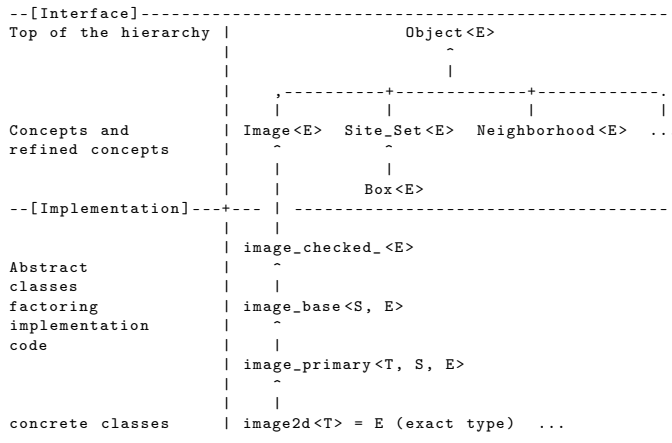 --[Interface]-----------------------------------------------------
Top of the hierarchy |                  Object<E>
                     |                      ^
                     |                      |
                     |    ,----------+-------------+------------.
                     |    |          |             |            |
Concepts and         | Image<E>  Site_Set<E>  Neighborhood<E>  ..
refined concepts     |    ^          ^
                     |    |          |
                     |    |        Box<E>
--[Implementation]---+--- | --------------------------------------
                     |    |
                     | image_checked_<E>
Abstract             |    ^
classes              |    |
factoring            | image_base<S, E>
implementation       |    ^
code                 |    |
                     | image_primary<T, S, E>
                     |    ^
                     |    |
concrete classes     | image2d<T> = E (exact type)  ...